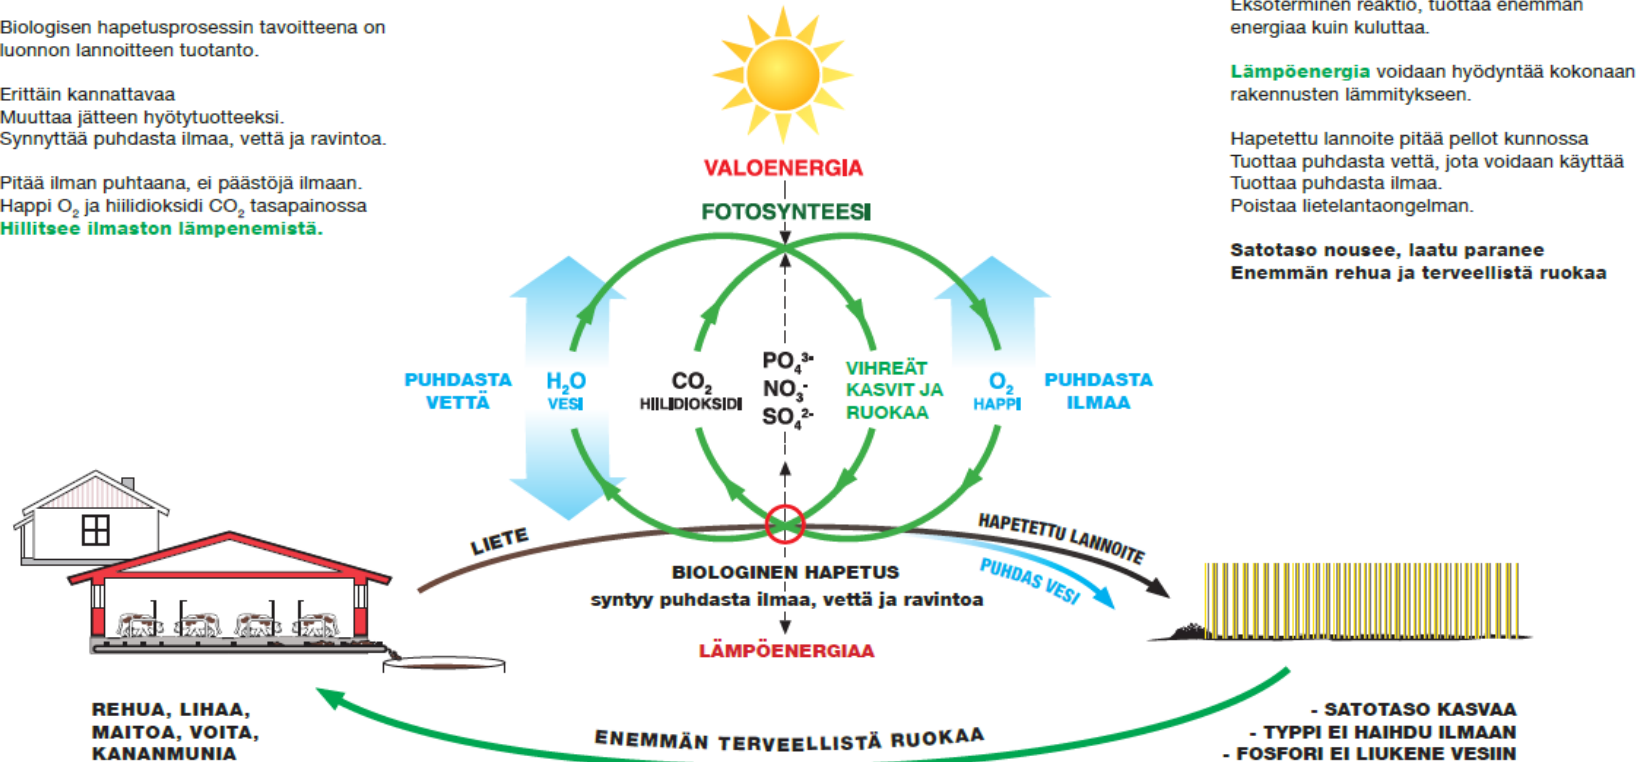 Biologisen hapetusprosessin tavoitteena on
luonnon lannoitteen tuotanto.
Erittäin kannattavaa
Muuttaa jätteen hyötytuotteeksi.
Synnyttää puhdasta ilmaa, vettä ja ravintoa.
Pitää ilman puhtaana, ei päästöjä ilmaan.
Happi O₂ ja hiilidioksidi CO₂ tasapainossa
Hillitsee ilmaston lämpenemistä.
Eksoterminen reaktio, tuottaa enemmän
energiaa kuin kuluttaa.
Lämpöenergia voidaan hyödyntää kokonaan
rakennusten lämmitykseen.
Hapetettu lannoite pitää pellot kunnossa
Tuottaa puhdasta vettä, jota voidaan käyttää
Tuottaa puhdasta ilmaa.
Poistaa lietelantaongelman.
Satotaso nousee, laatu paranee
Enemmän rehua ja terveellistä ruokaa
VALOENERGIA
FOTOSYNTEESI
PUHDASTA
VETTÄ
H₂O
VESI
CO₂
HIILIDIOKSIDI
PO₄³⁻
NO₃⁻
SO₄²⁻
VIHREÄT
KASVIT JA
RUOKAA
O₂
HAPPI
PUHDASTA
ILMAA
LIETE
HAPETETTU LANNOITE
PUHDAS VESI
BIOLOGINEN HAPETUS
syntyy puhdasta ilmaa, vettä ja ravintoa
LÄMPÖENERGIAA
REHUA, LIHAA,
MAITOA, VOITA,
KANANMUNIA
ENEMMÄN TERVEELLISTÄ RUOKAA
- SATOTASO KASVAA
- TYPPI EI HAIHDU ILMAAN
- FOSFORI EI LIUKENE VESIIN